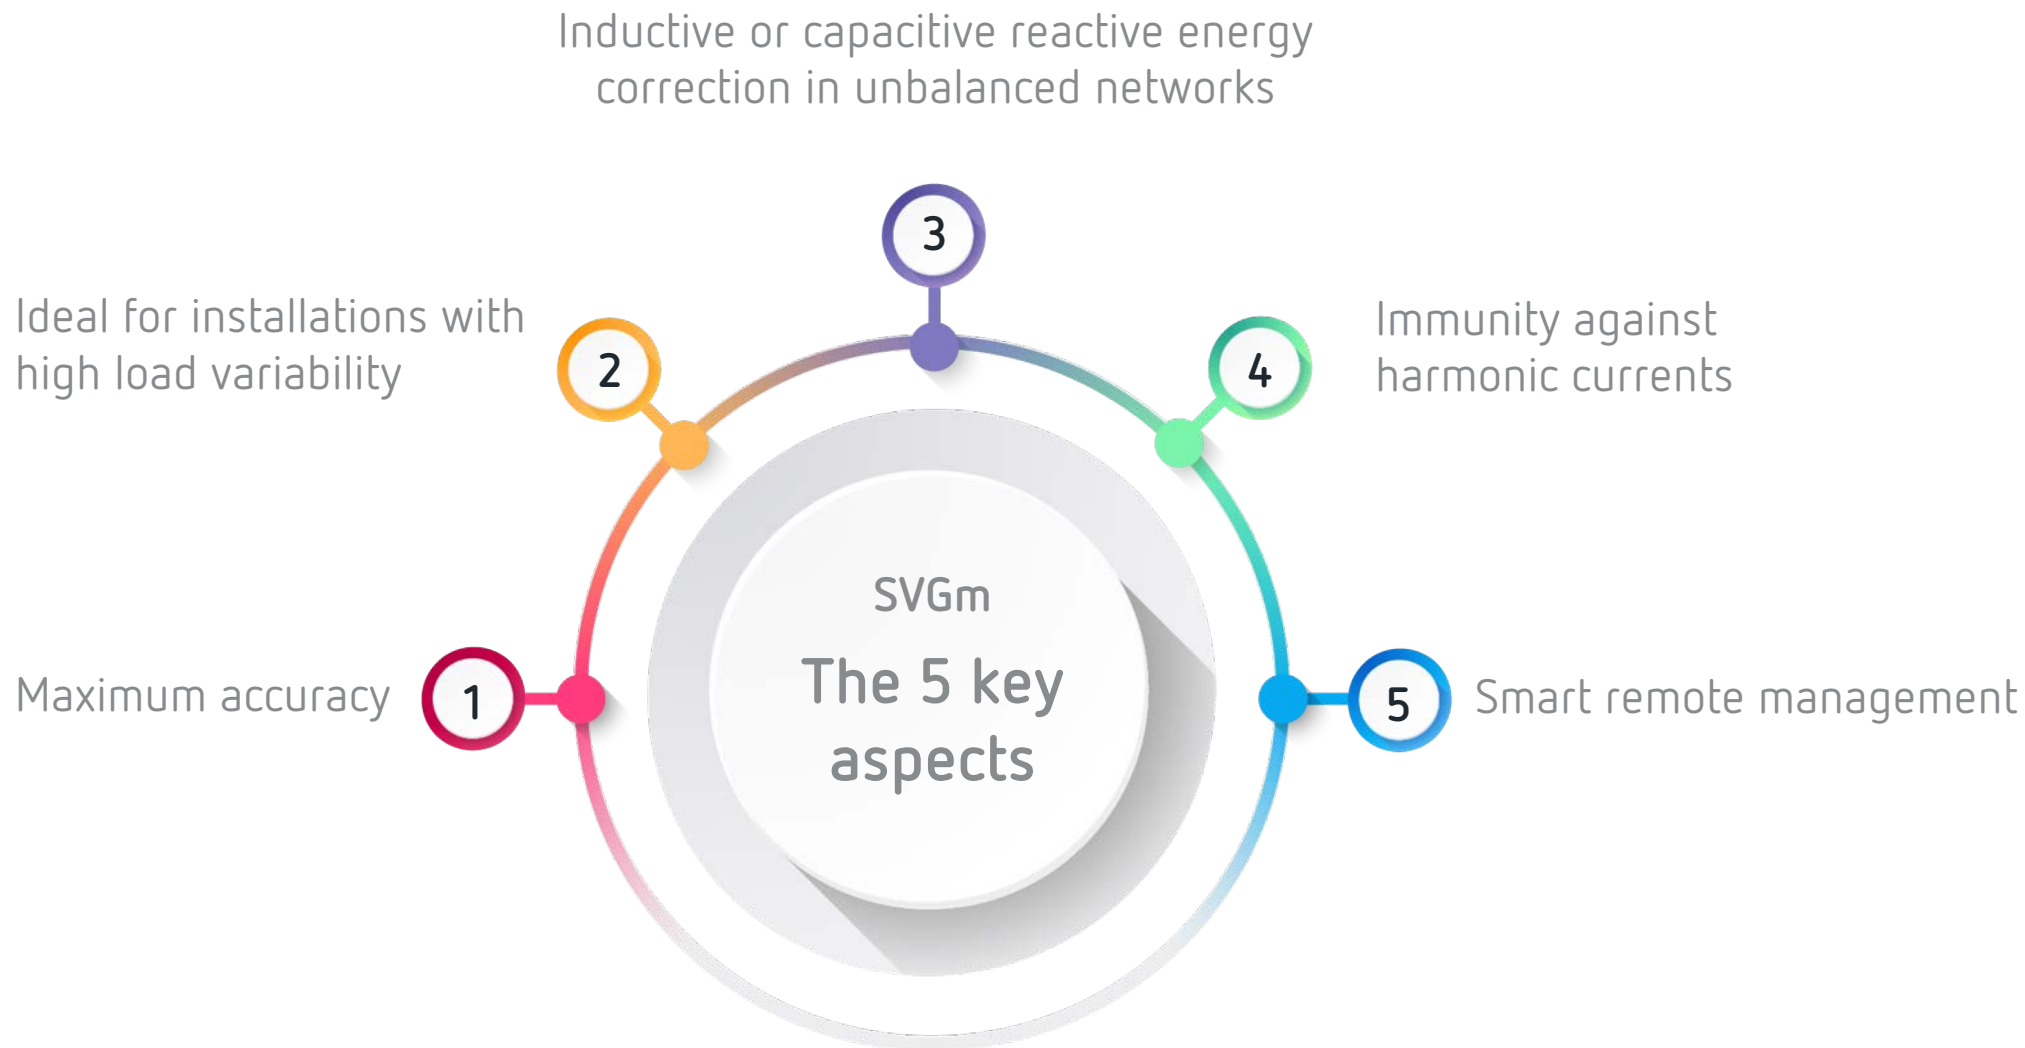 Inductive or capacitive reactive energy
correction in unbalanced networks
3
Ideal for installations with
high load variability
2
4
Immunity against
harmonic currents
SVGm
The 5 key
aspects
Maximum accuracy
1
5
Smart remote management